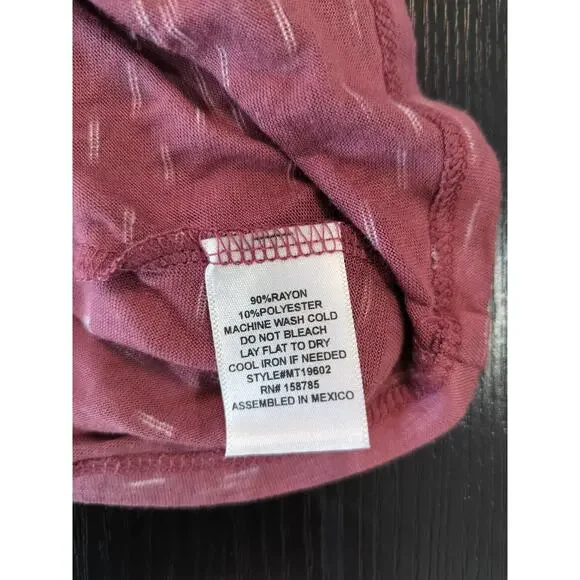 90%RAYON
10%POLYESTER
MACHINE WASH COLD
DO NOT BLEACH
LAY FLAT TO DRY
COOL IRON IF NEEDED
STYLE#MT19602
RN# 158785
ASSEMBLED IN MEXICO